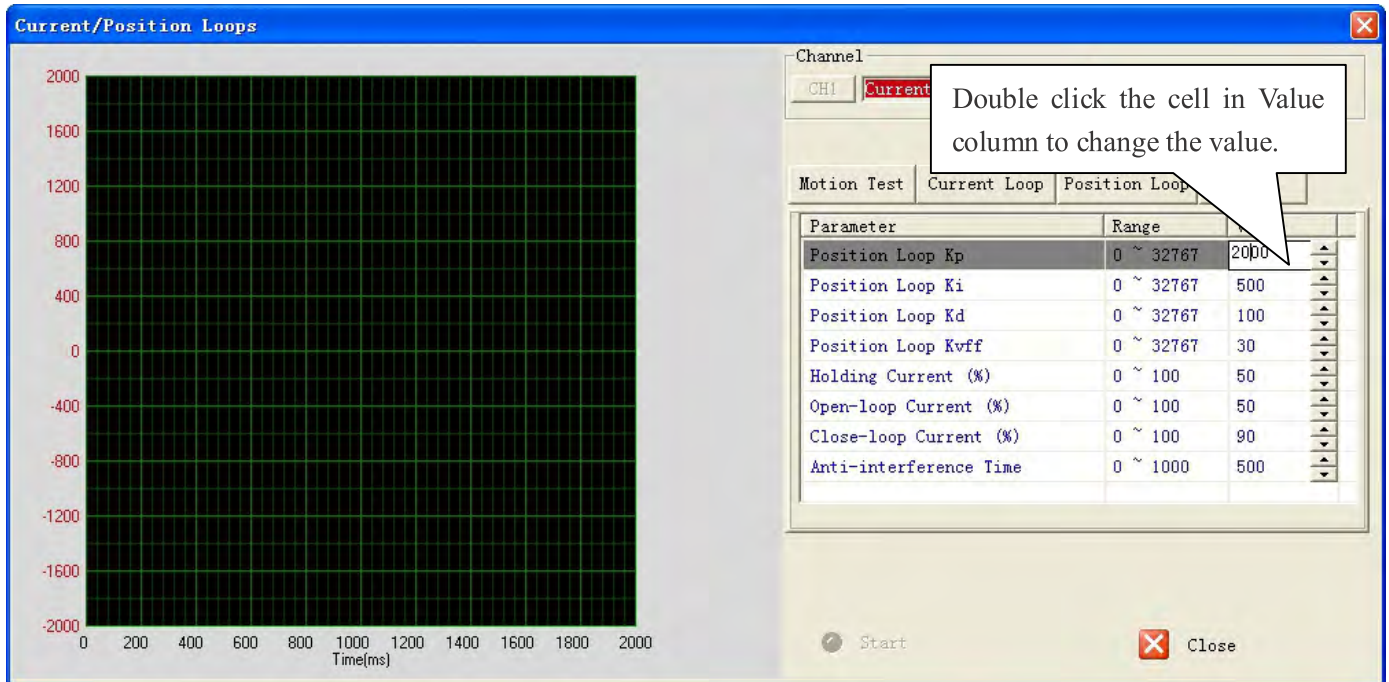 Current/Position Loops
Channel
CH1 Current
Double click the cell in Value
column to change the value.
Motion Test Current Loop Position Loop
Parameter Range
Position Loop Kp 0 ~ 32767 2000
Position Loop Ki 0 ~ 32767 500
Position Loop Kd 0 ~ 32767 100
Position Loop Kvff 0 ~ 32767 30
Holding Current (%) 0 ~ 100 50
Open-loop Current (%) 0 ~ 100 50
Close-loop Current (%) 0 ~ 100 90
Anti-interference Time 0 ~ 1000 500
2000
1600
1200
800
400
0
-400
-800
-1200
-1600
-2000
0 200 400 600 800 1000 1200 1400 1600 1800 2000
Time(ms)
Start Close